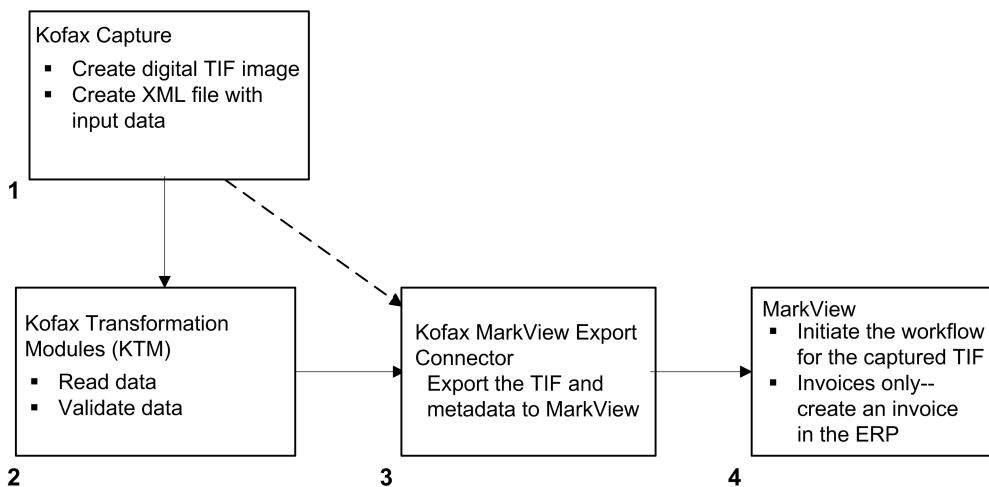 Kofax Capture
▪ Create digital TIF image
▪ Create XML file with
input data
1
Kofax Transformation
Modules (KTM)
▪ Read data
▪ Validate data
2
Kofax MarkView Export
Connector
Export the TIF and
metadata to MarkView
3
MarkView
▪ Initiate the workflow
for the captured TIF
▪ Invoices only--
create an invoice
in the ERP
4